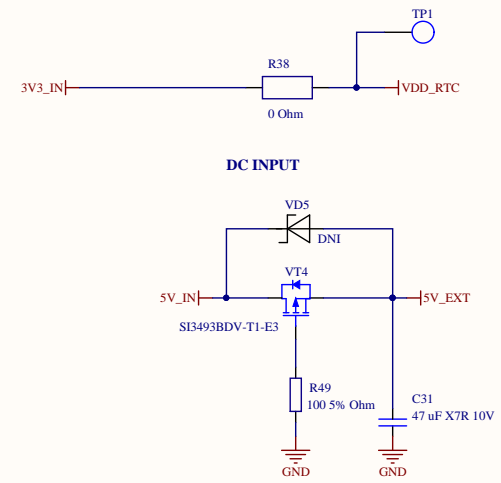 TP1
R38
3V3_IN
VDD_RTC
0 Ohm
DC INPUT
VD5
DNI
VT4
5V_IN
5V_EXT
SI3493BDV-T1-E3
R49
100 5% Ohm
C31
47 uF X7R 10V
GND
GND